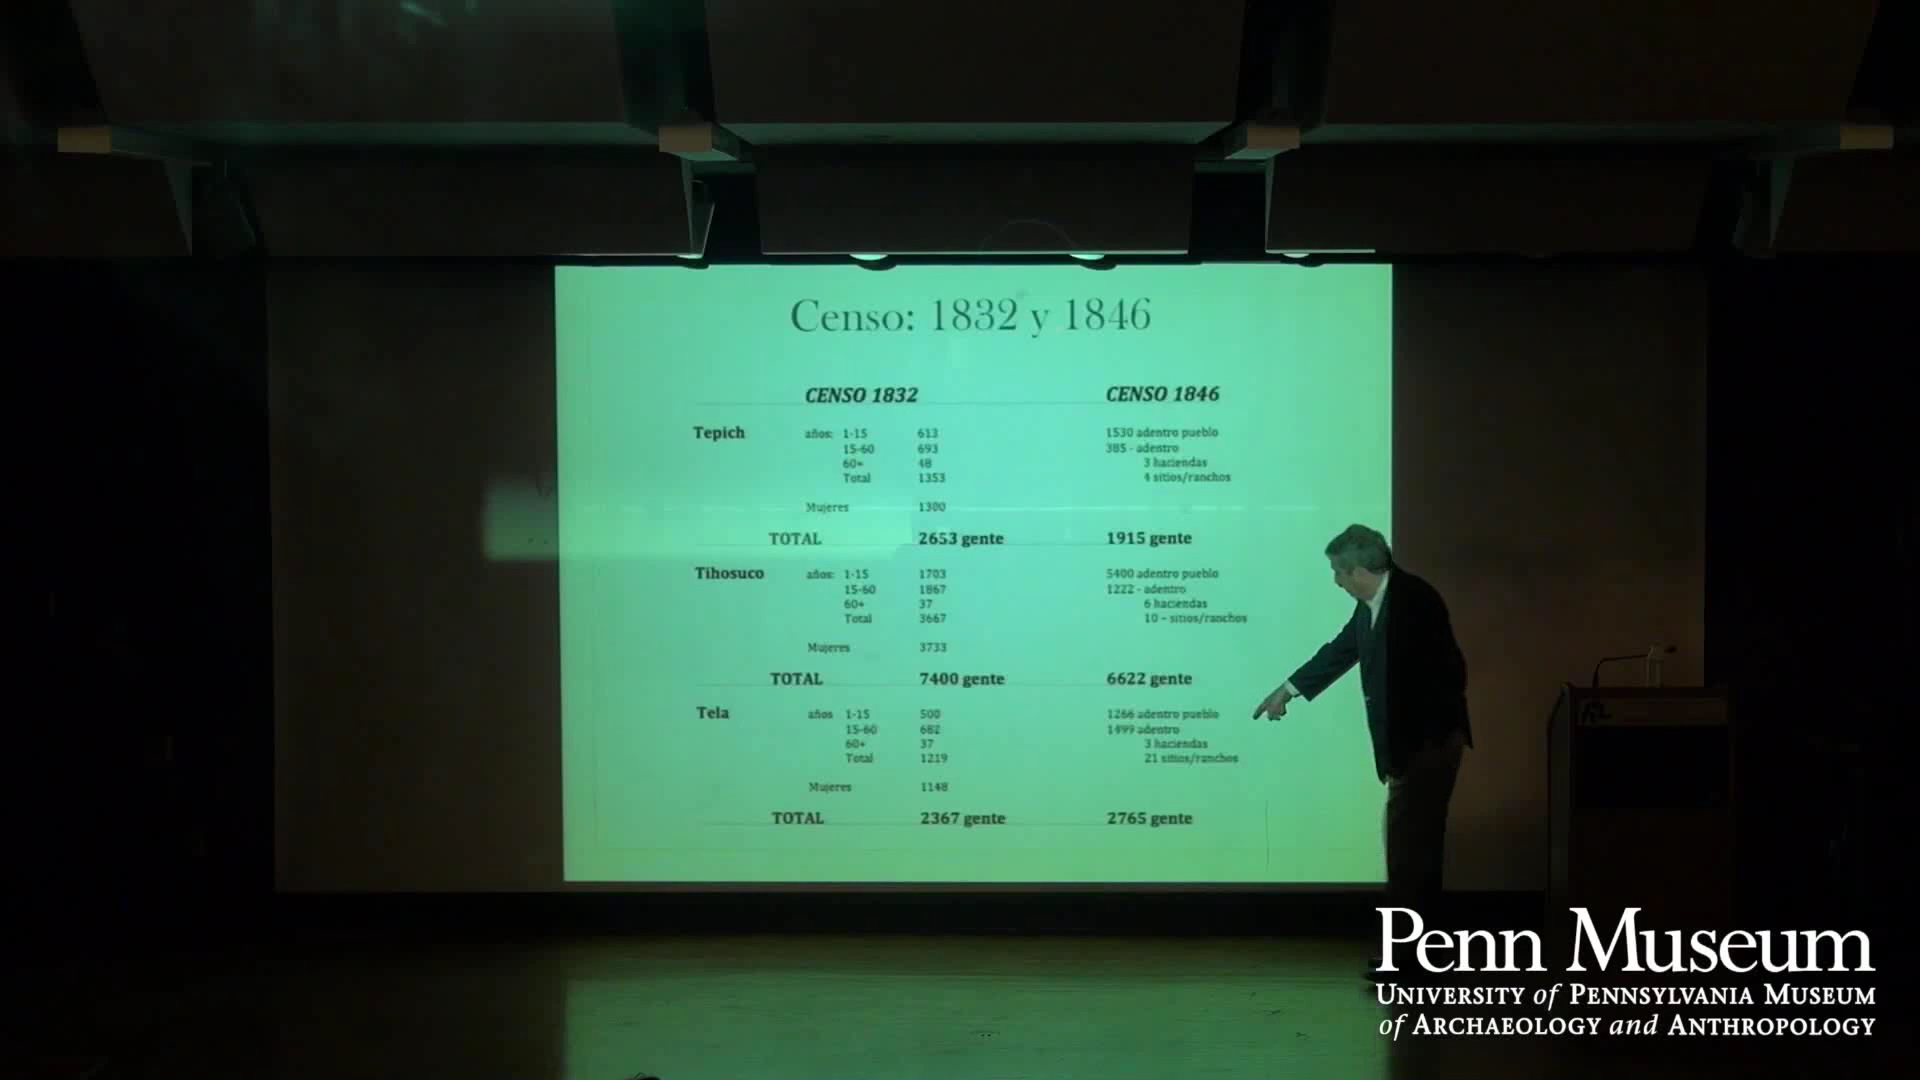 Censo: 1832 y 1846
CENSO 1832 CENSO 1846
Tepich años: 1-15 613 1530 adentro pueblo
15-60 693 385 - adentro
60+ 48 3 haciendas
Total 1353 4 sitios/ranchos
Mujeres 1300
TOTAL 2653 gente 1915 gente
Tihosuco años: 1-15 1703 5400 adentro pueblo
15-60 1867 1222 - adentro
60+ 37 6 haciendas
Total 3667 10 – sitios/ranchos
Mujeres 3733
TOTAL 7400 gente 6622 gente
Tela años 1-15 500 1266 adentro pueblo
15-60 682 1499 adentro
60+ 37 3 haciendas
Total 1219 21 sitios/ranchos
Mujeres 1148
TOTAL 2367 gente 2765 gente
Penn Museum
UNIVERSITY of PENNSYLVANIA MUSEUM
of ARCHAEOLOGY and ANTHROPOLOGY